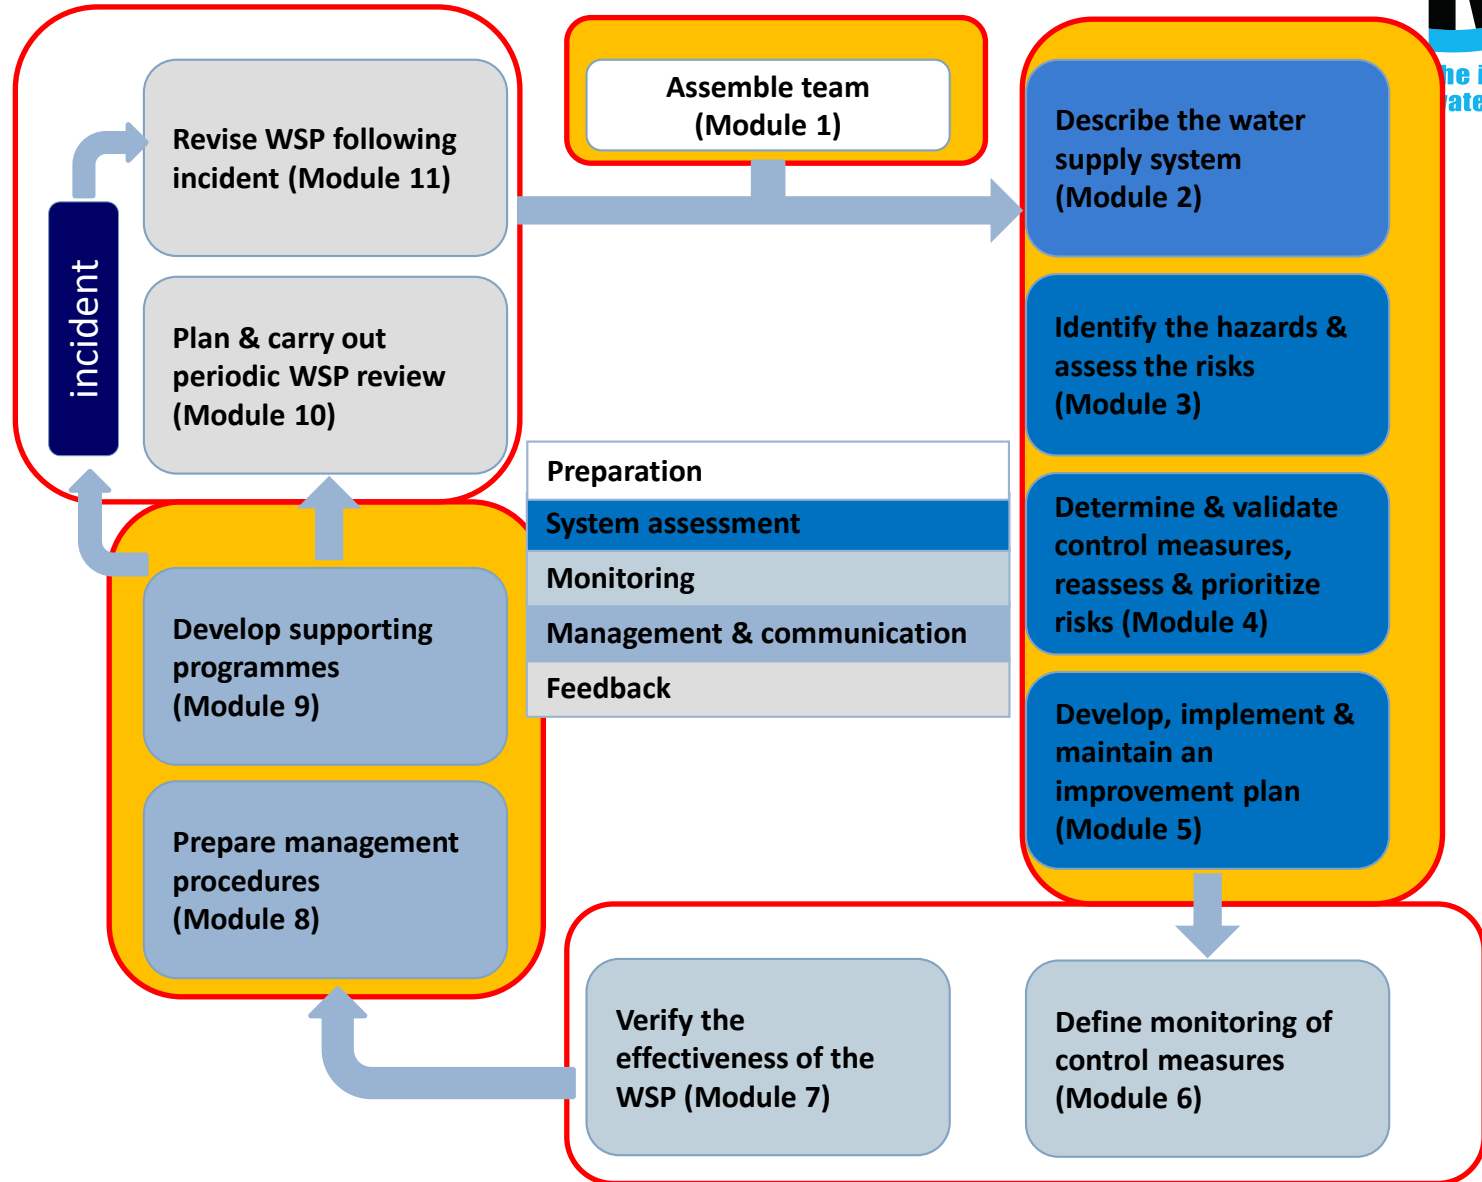 Assemble team
(Module 1)
Describe the water
supply system
(Module 2)
Identify the hazards &
assess the risks
(Module 3)
Determine & validate
control measures,
reassess & prioritize
risks (Module 4)
Develop, implement &
maintain an
improvement plan
(Module 5)
Define monitoring of
control measures
(Module 6)
Verify the
effectiveness of the
WSP (Module 7)
Prepare management
procedures
(Module 8)
Develop supporting
programmes
(Module 9)
Plan & carry out
periodic WSP review
(Module 10)
Revise WSP following
incident (Module 11)
incident
Preparation
System assessment
Monitoring
Management & communication
Feedback